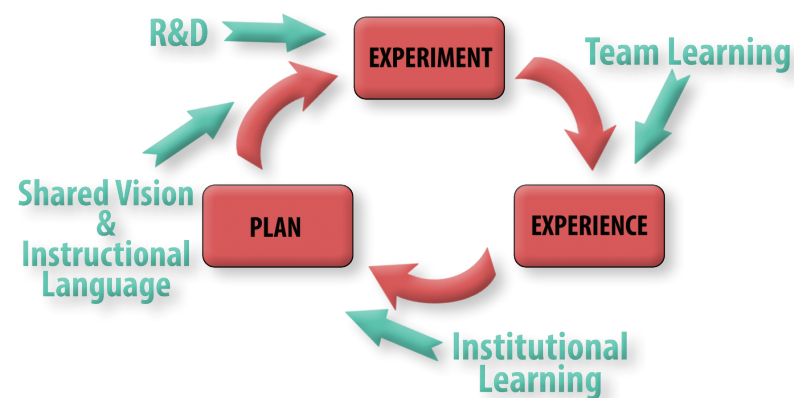 R&D
EXPERIMENT
Team Learning
Shared Vision
&
Instructional
Language
PLAN
EXPERIENCE
Institutional
Learning